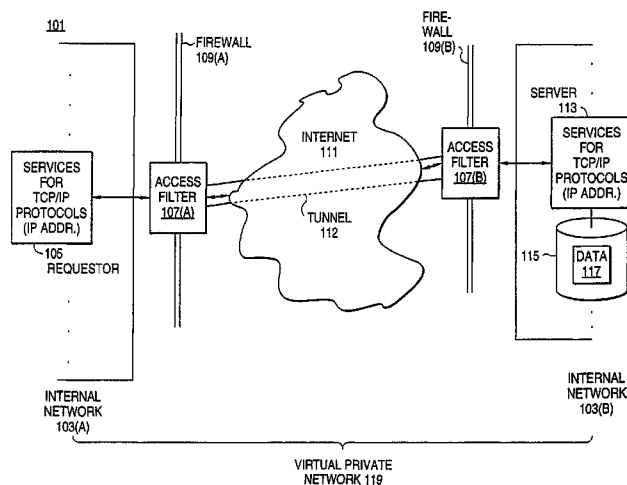 101
FIREWALL
109(A)
FIRE-
WALL
109(B)
SERVER 113
INTERNET
111
SERVICES
FOR
TCP/IP
PROTOCOLS
(IP ADDR.)
105
REQUESTOR
ACCESS
FILTER
107(A)
TUNNEL
112
ACCESS
FILTER
107(B)
SERVICES
FOR
TCP/IP
PROTOCOLS
(IP ADDR.)
115
DATA
117
INTERNAL
NETWORK
103(A)
INTERNAL
NETWORK
103(B)
VIRTUAL PRIVATE
NETWORK 119